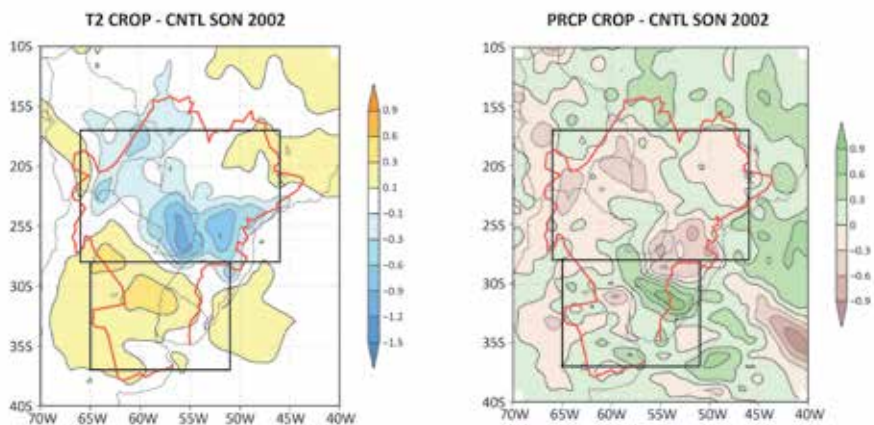 T2 CROP - CNTL SON 2002
10S
15S
20S
25S
30S
35S
40S
70W 65W 60W 55W 50W 45W 40W
0.9
0.6
0.3
0.1
-0.1
-0.3
-0.6
-0.9
-1.2
-1.5
PRCP CROP - CNTL SON 2002
10S
15S
20S
25S
30S
35S
40S
70W 65W 60W 55W 50W 45W 40W
0.9
0.6
0.3
0
-0.3
-0.6
-0.9